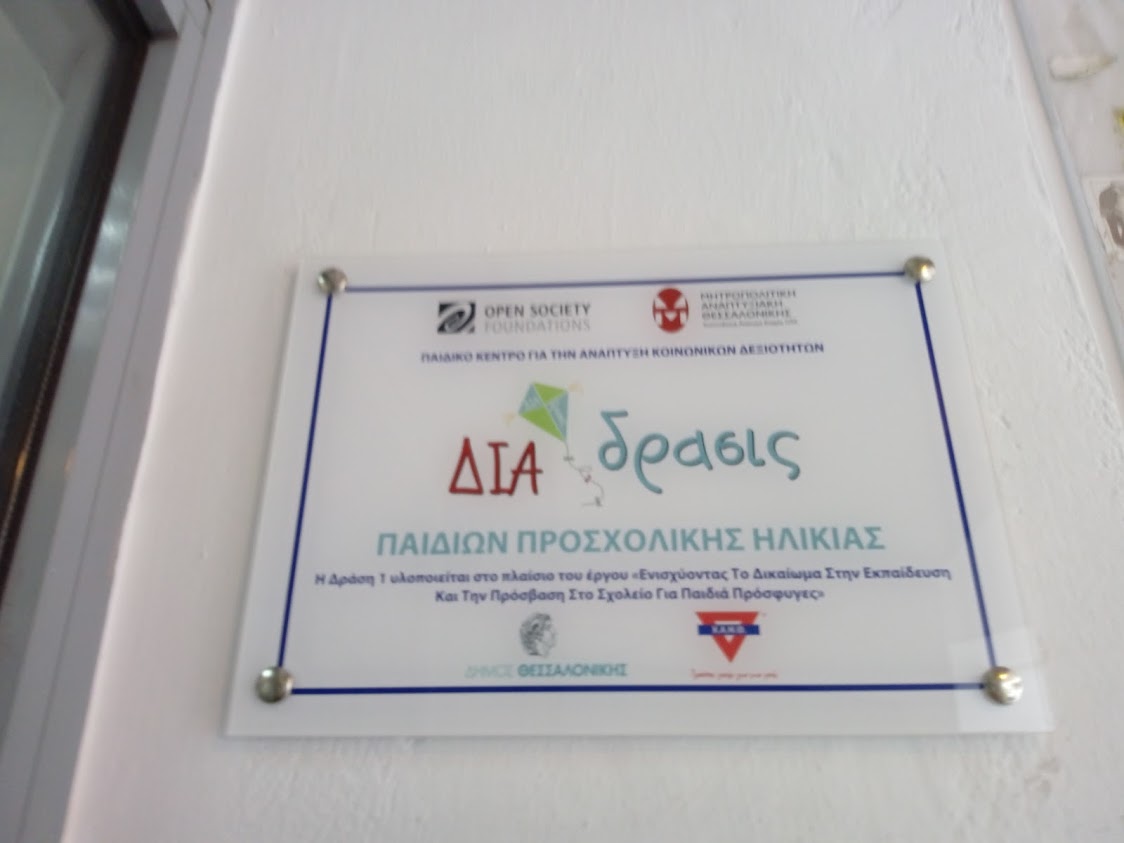 OPEN SOCIETY
FOUNDATIONS
ΜΗΤΡΟΠΟΛΙΤΙΚΗ
ΑΝΑΠΤΥΞΙΑΚΗ
ΘΕΣΣΑΛΟΝΙΚΗΣ
ΠΑΙΔΙΚΟ ΚΕΝΤΡΟ ΓΙΑ ΤΗΝ ΑΝΑΠΤΥΞΗ ΚΟΙΝΩΝΙΚΩΝ ΔΕΞΙΟΤΗΤΩΝ
ΔΙΑ δρασις
ΠΑΙΔΙΩΝ ΠΡΟΣΧΟΛΙΚΗΣ ΗΛΙΚΙΑΣ
Η Δράση 1 υλοποιείται στο πλαίσιο του έργου «Ενισχύοντας Το Δικαίωμα Στην Εκπαίδευση
Και Την Πρόσβαση Στο Σχολείο Για Παιδιά Πρόσφυγες»
ΔΗΜΟΣ ΘΕΣΣΑΛΟΝΙΚΗΣ
Χ.Α.Ν.Θ.